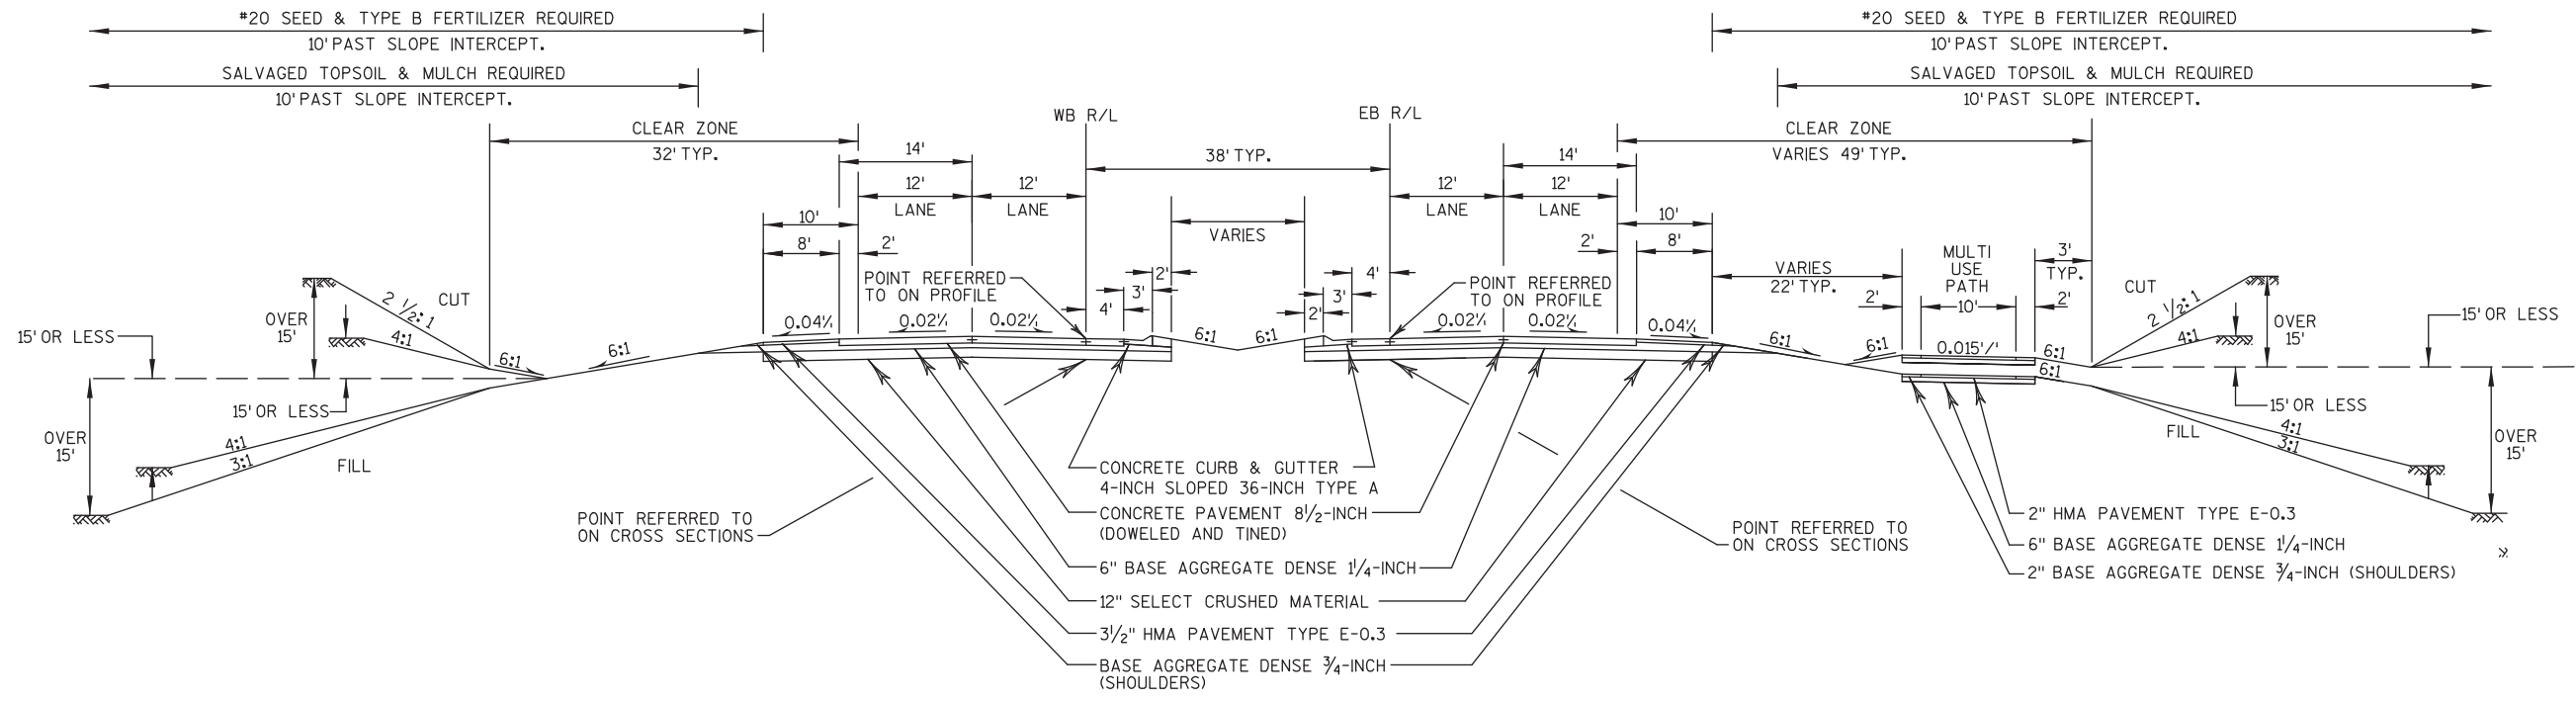 #20 SEED & TYPE B FERTILIZER REQUIRED
10' PAST SLOPE INTERCEPT.
SALVAGED TOPSOIL & MULCH REQUIRED
10' PAST SLOPE INTERCEPT.
#20 SEED & TYPE B FERTILIZER REQUIRED
10' PAST SLOPE INTERCEPT.
SALVAGED TOPSOIL & MULCH REQUIRED
10' PAST SLOPE INTERCEPT.
WB R/L
EB R/L
CLEAR ZONE
32' TYP.
14'
38' TYP.
14'
CLEAR ZONE
VARIES 49' TYP.
12'
LANE
12'
LANE
12'
LANE
12'
LANE
10'
8'
2'
VARIES
10'
2'
8'
POINT REFERRED
TO ON PROFILE
2'
3'
4'
4'
3'
2'
POINT REFERRED
TO ON PROFILE
VARIES
22' TYP.
MULTI
USE
PATH
10'
2'
2'
3'
TYP.
CUT
2 1/2:1
4:1
OVER
15'
15' OR LESS
6:1
6:1
0.04'/'
0.02'/'
0.02'/'
6:1
6:1
0.02'/'
0.02'/'
0.04'/'
6:1
6:1
0.015'/'
6:1
6:1
CUT
2 1/2:1
4:1
OVER
15'
15' OR LESS
15' OR LESS
OVER
15'
4:1
3:1
FILL
15' OR LESS
4:1
3:1
FILL
OVER
15'
CONCRETE CURB & GUTTER
4-INCH SLOPED 36-INCH TYPE A
CONCRETE PAVEMENT 8 1/2-INCH
(DOWELED AND TINED)
6" BASE AGGREGATE DENSE 1 1/4-INCH
12" SELECT CRUSHED MATERIAL
3 1/2" HMA PAVEMENT TYPE E-0.3
BASE AGGREGATE DENSE 3/4-INCH
(SHOULDERS)
POINT REFERRED TO
ON CROSS SECTIONS
POINT REFERRED TO
ON CROSS SECTIONS
2" HMA PAVEMENT TYPE E-0.3
6" BASE AGGREGATE DENSE 1 1/4-INCH
2" BASE AGGREGATE DENSE 3/4-INCH (SHOULDERS)